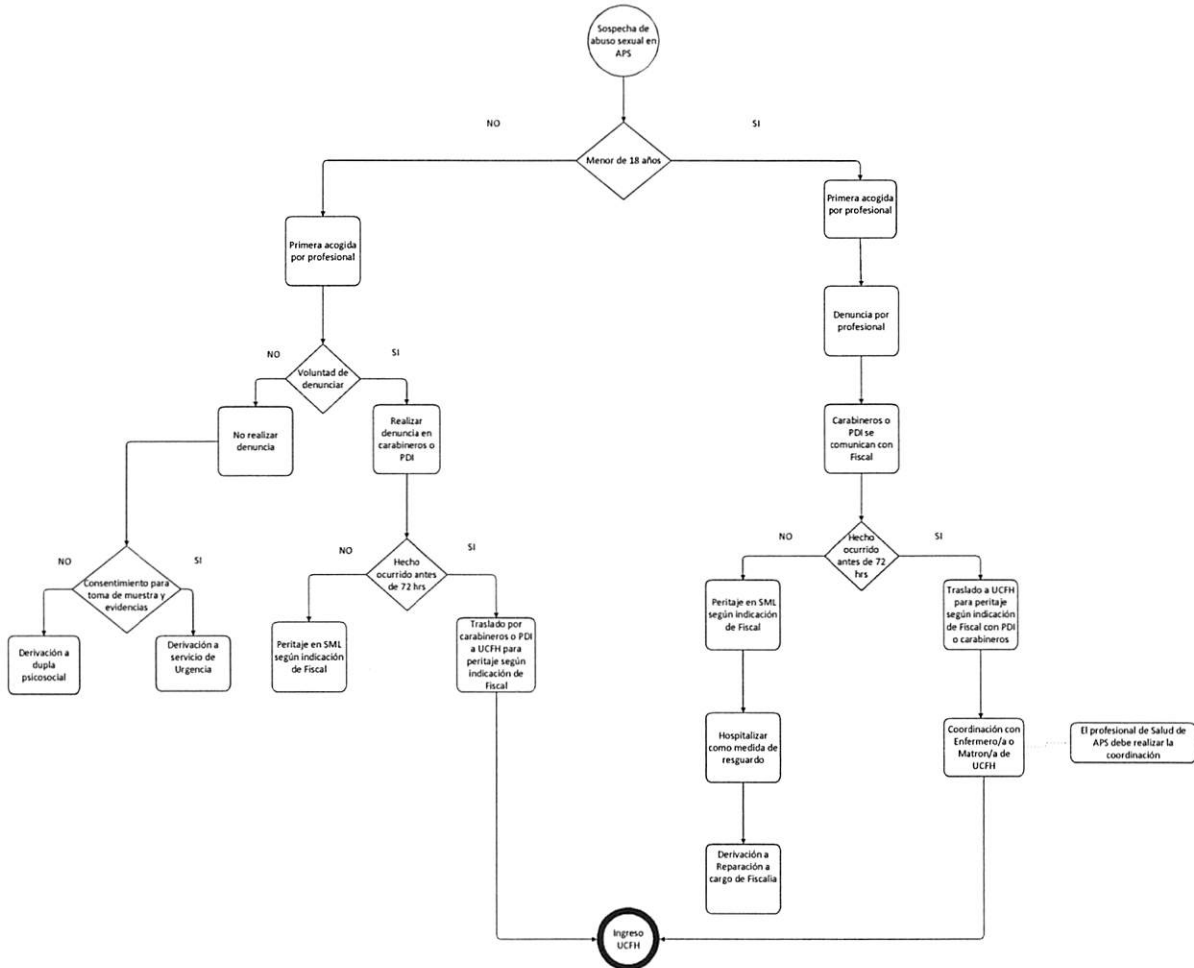 Sospecha de
abuso sexual en
APS
NO
SI
Menor de 18 años
Primera acogida
por profesional
Primera acogida
por profesional
Denuncia por
profesional
NO
SI
Voluntad de
denunciar
No realizar
denuncia
Realizar
denuncia en
carabineros o
PDI
Carabineros o
PDI se
comunican con
Fiscal
NO
SI
Consentimiento para
toma de muestra y
evidencias
NO
SI
Hecho
ocurrido antes
de 72 hrs
NO
SI
Hecho
ocurrido antes
de 72 hrs
Derivación a
dupla
psicosocial
Derivación a
servicio de
Urgencia
Peritaje en SML
según indicación
de Fiscal
Traslado por
carabineros o PDI
a UCFH para
peritaje según
indicación de
Fiscal
Peritaje en SML
según indicación
de Fiscal
Traslado a UCFH
para peritaje
según indicación
de Fiscal con PDI
o carabineros
Hospitalizar
como medida de
resguardo
Coordinación con
Enfermero/a o
Matron/a de
UCFH
El profesional de Salud de
APS debe realizar la
coordinación
Derivación a
Reparación a
cargo de Fiscalia
Ingreso
UCFH